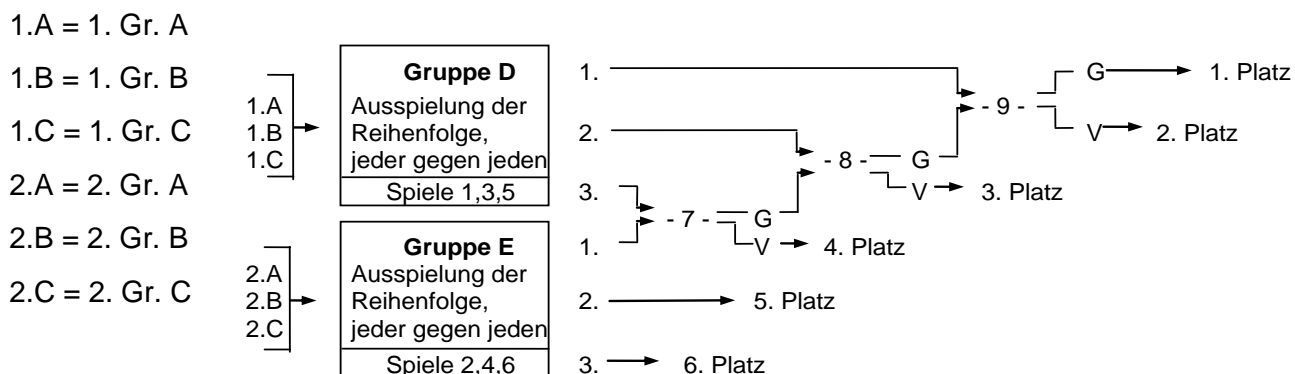 1.A = 1. Gr. A
1.B = 1. Gr. B
1.C = 1. Gr. C
2.A = 2. Gr. A
2.B = 2. Gr. B
2.C = 2. Gr. C
1.A
1.B
1.C
Gruppe D
Ausspielung der
Reihenfolge,
jeder gegen jeden
Spiele 1,3,5
2.A
2.B
2.C
Gruppe E
Ausspielung der
Reihenfolge,
jeder gegen jeden
Spiele 2,4,6
1.
2.
3.
1.
2.
3.
- 7 -
G
V
4. Platz
5. Platz
6. Platz
- 8 -
G
V
3. Platz
- 9 -
G
1. Platz
V
2. Platz